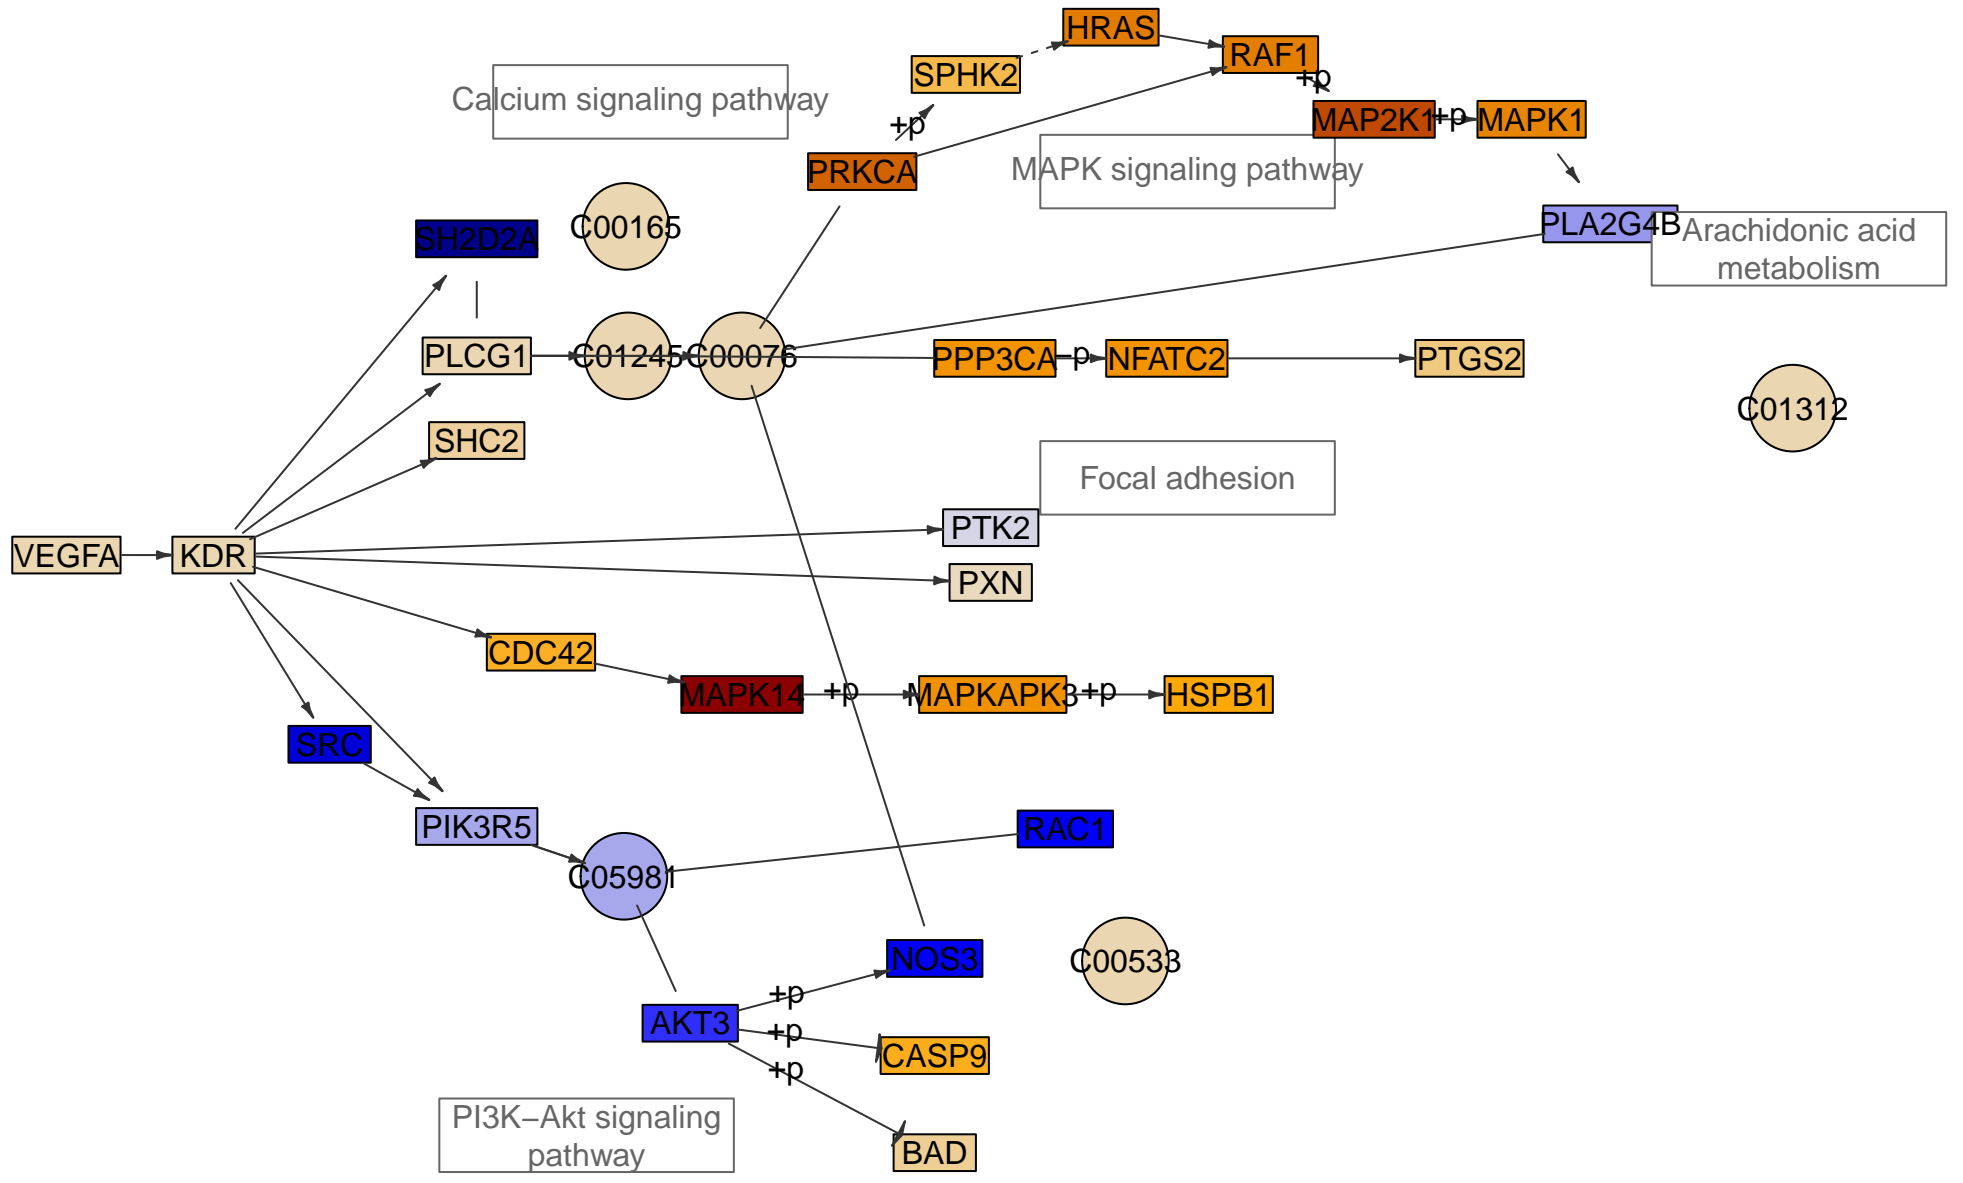 HRAS
RAF1
+p
SPHK2
Calcium signaling pathway
+p
MAP2K1
+p
MAPK1
PRKCA
MAPK signaling pathway
C00165
SH2D2A
PLA2G4B
Arachidonic acid
metabolism
PLCG1
C01245
C00076
PPP3CA
−p
NFATC2
PTGS2
C01312
SHC2
Focal adhesion
PTK2
VEGFA
KDR
PXN
CDC42
MAPK14
+p
MAPKAPK3
+p
HSPB1
SRC
PIK3R5
RAC1
C05981
NOS3
C00533
+p
AKT3
+p
CASP9
+p
PI3K−Akt signaling
pathway
BAD